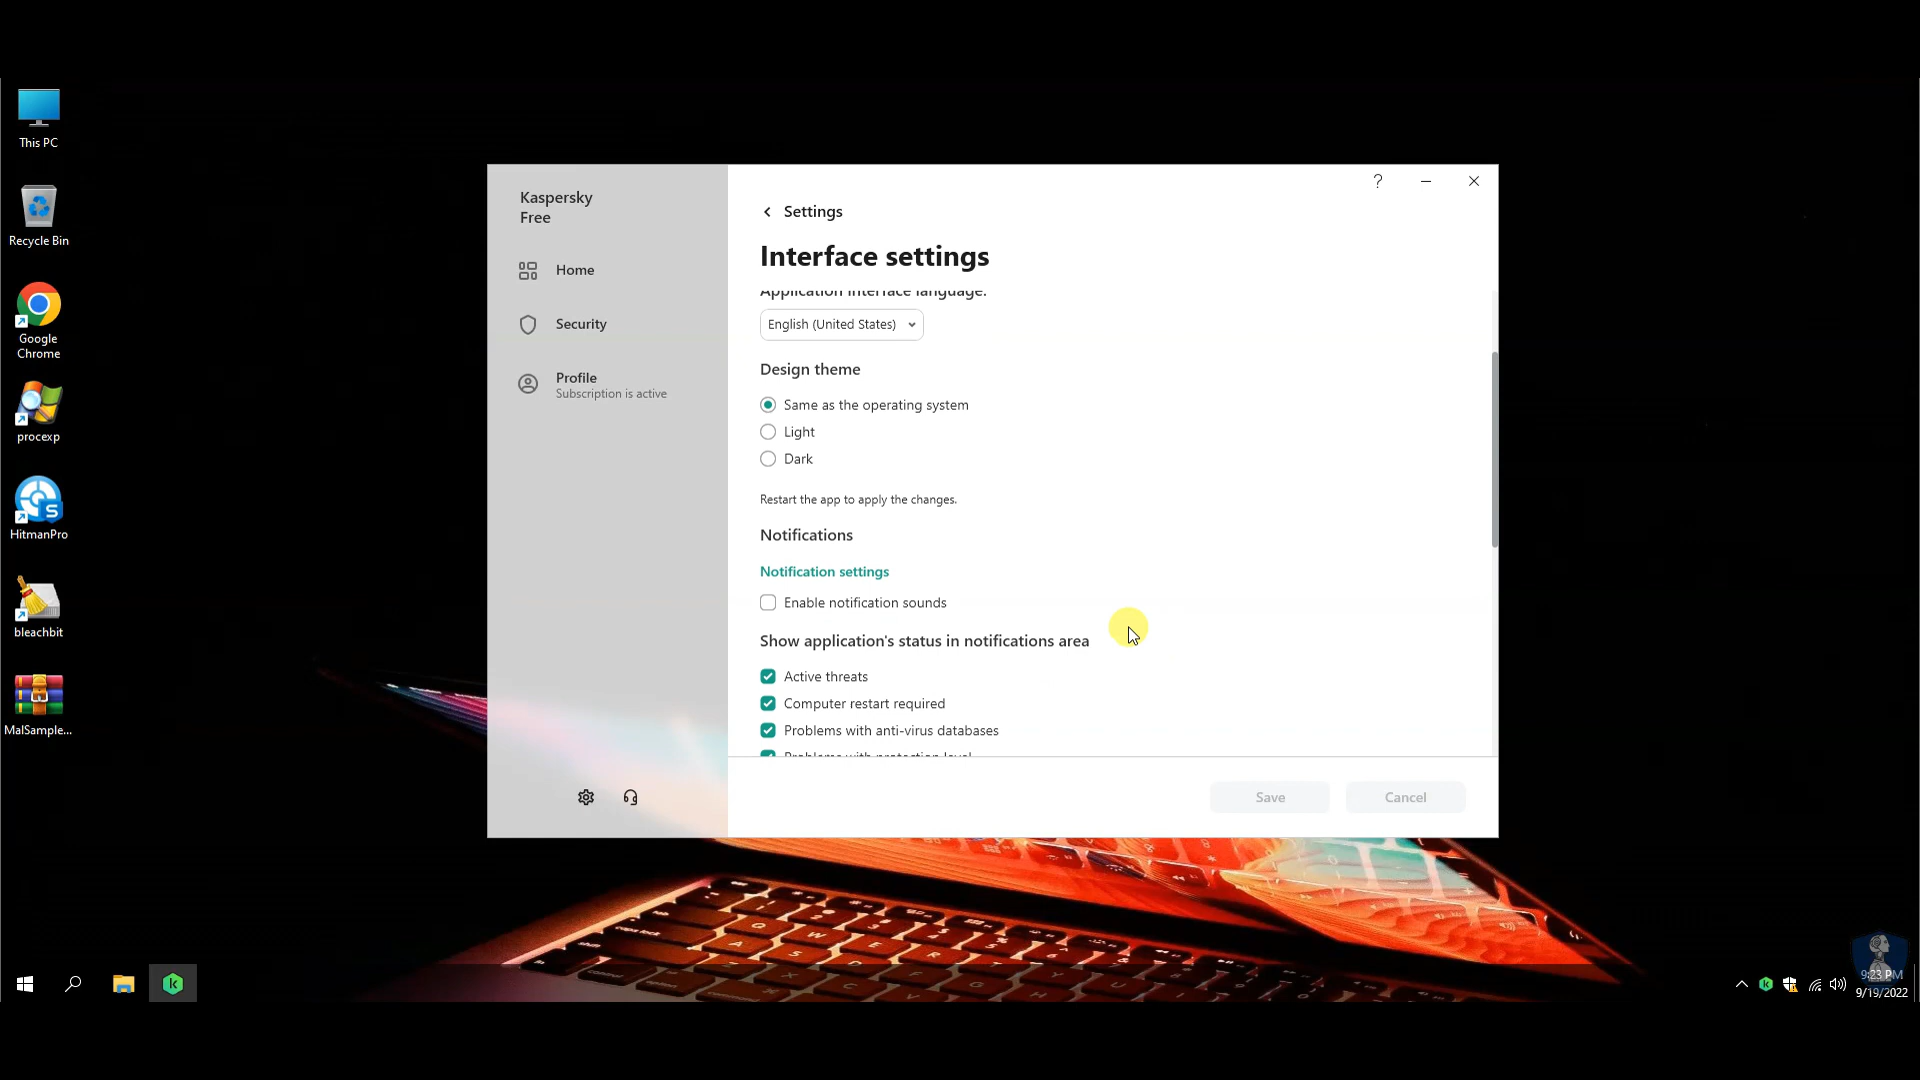 This PC
Recycle Bin
Google
Chrome
procexp
HitmanPro
bleachbit
MalSample...
Kaspersky
Free
Home
Security
Profile
Subscription is active
?
Settings
Interface settings
Application interface language:
English (United States)
Design theme
Same as the operating system
Light
Dark
Restart the app to apply the changes.
Notifications
Notification settings
Enable notification sounds
Show application's status in notifications area
Active threats
Computer restart required
Problems with anti-virus databases
Problems with protection level
Save
Cancel
9:23 PM
9/19/2022